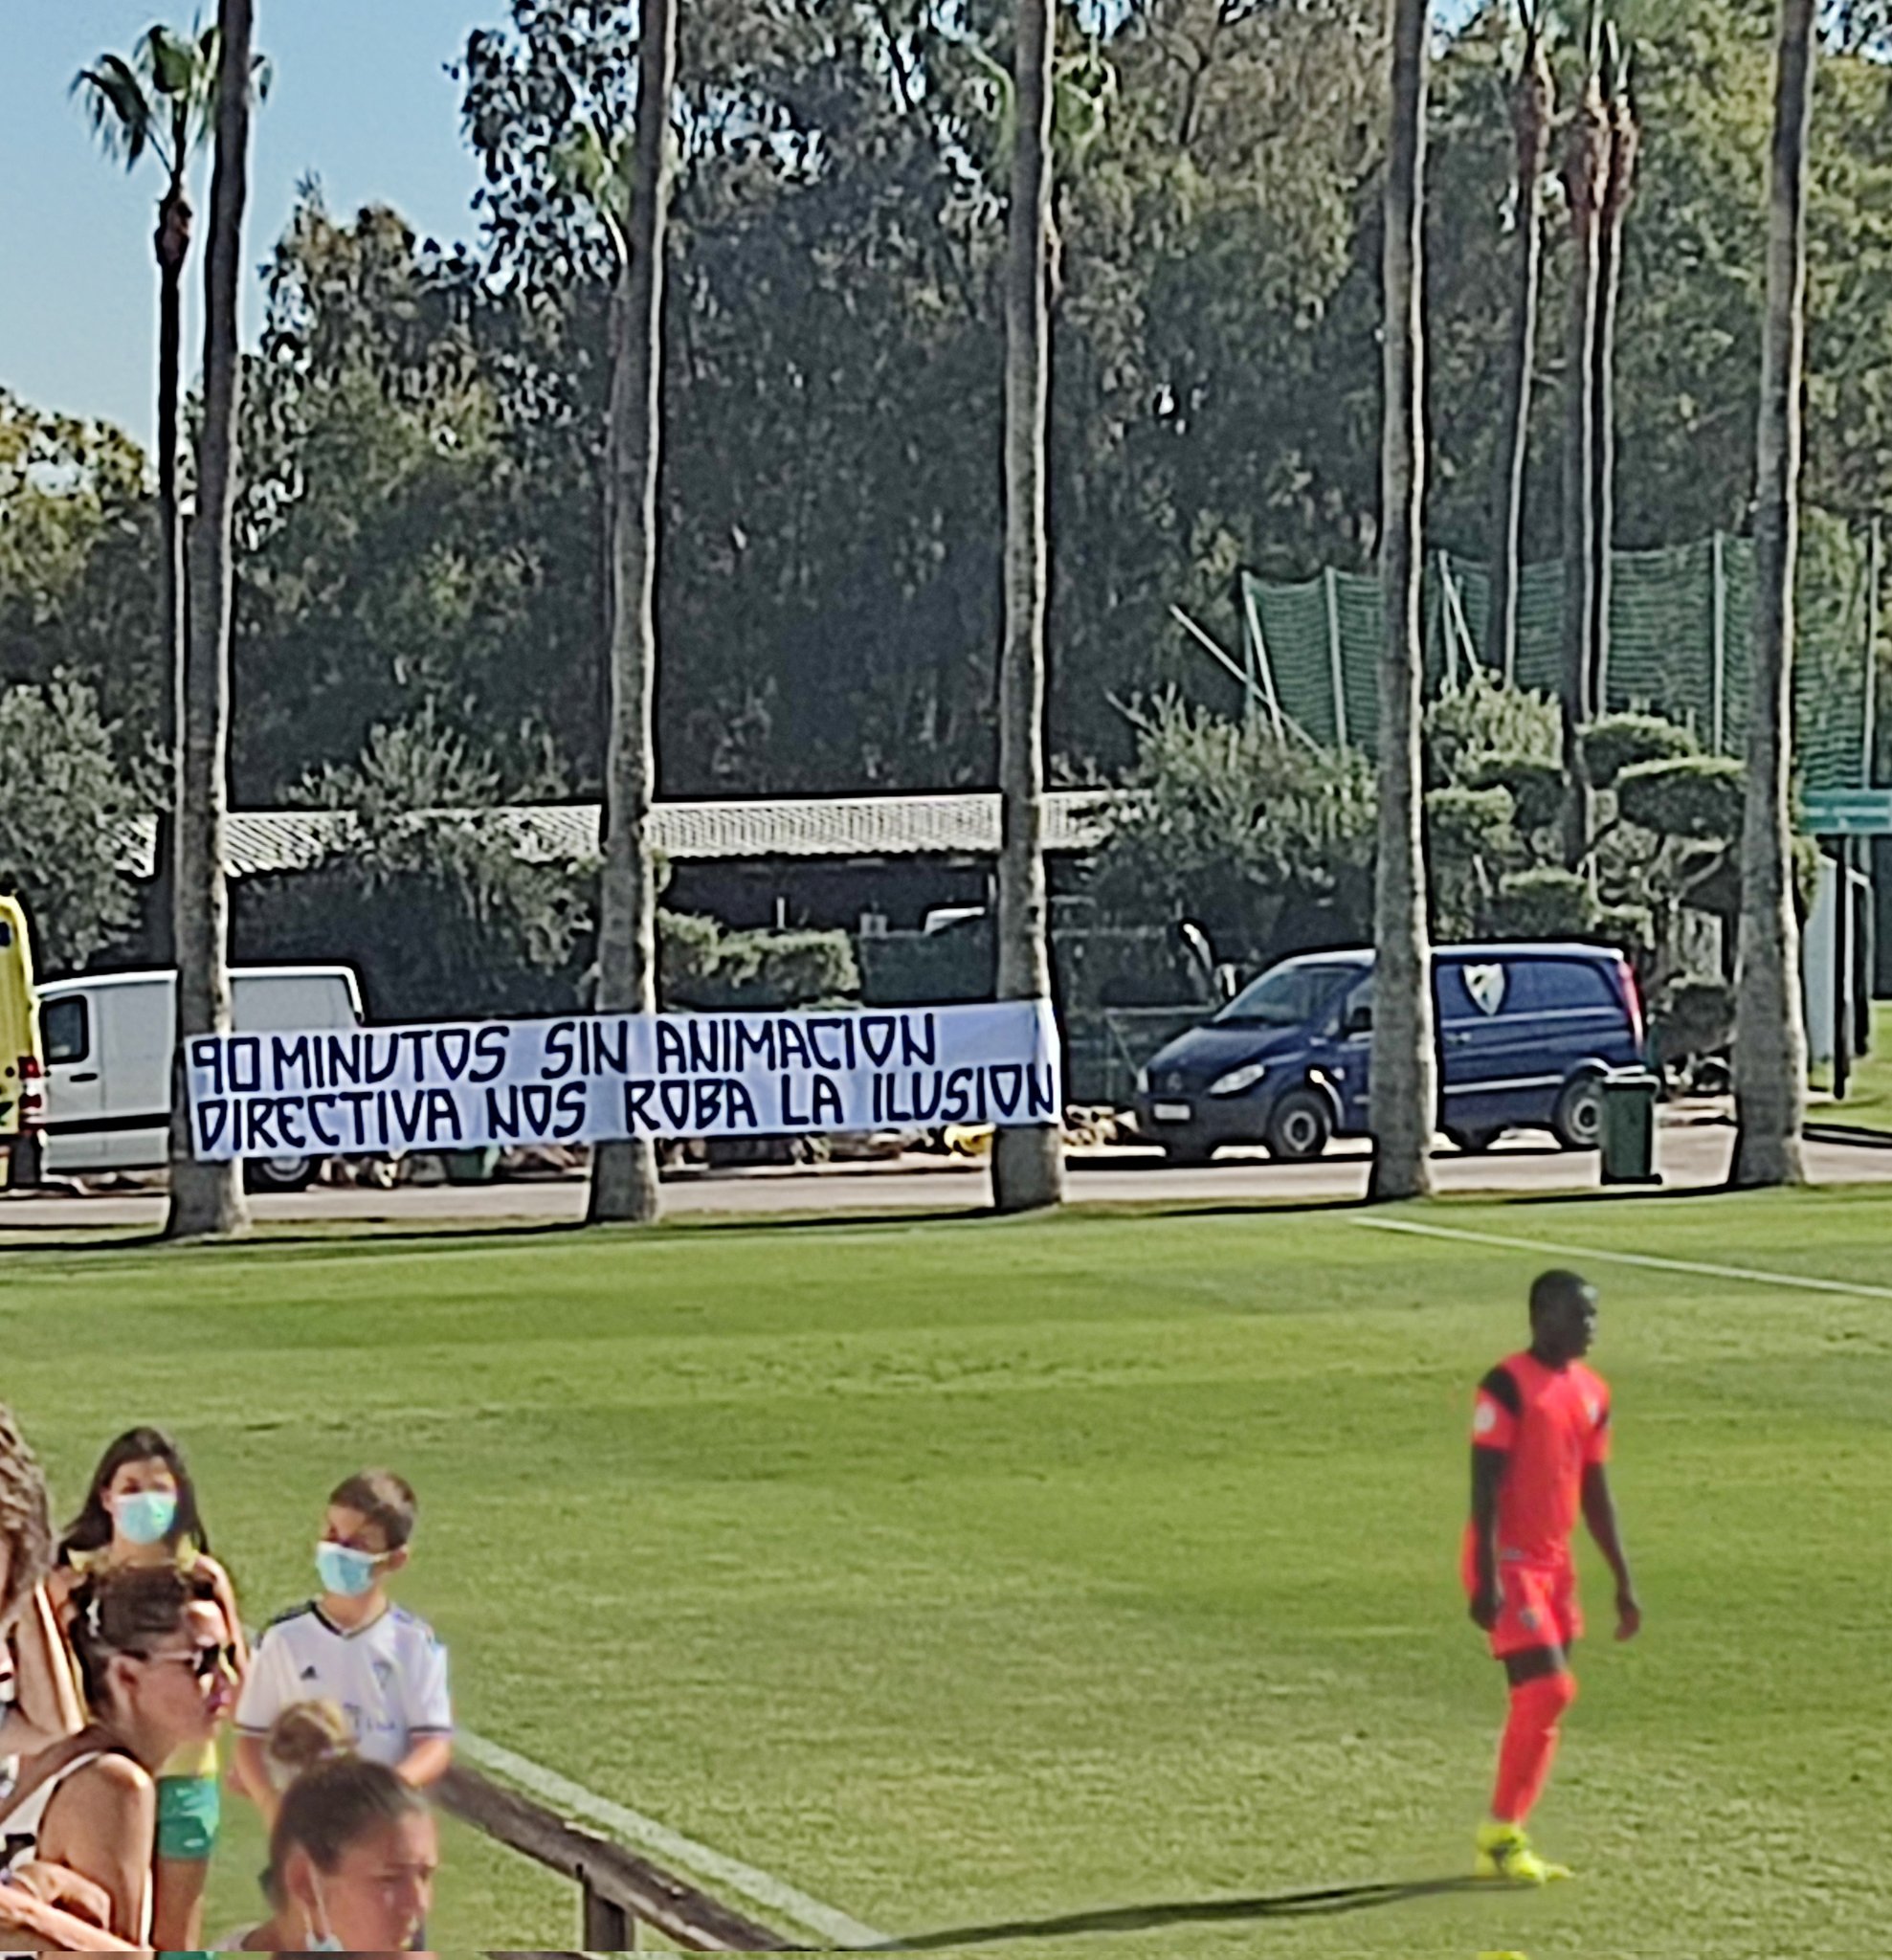 90 MINUTOS SIN ANIMACION
DIRECTIVA NOS ROBA LA ILUSION